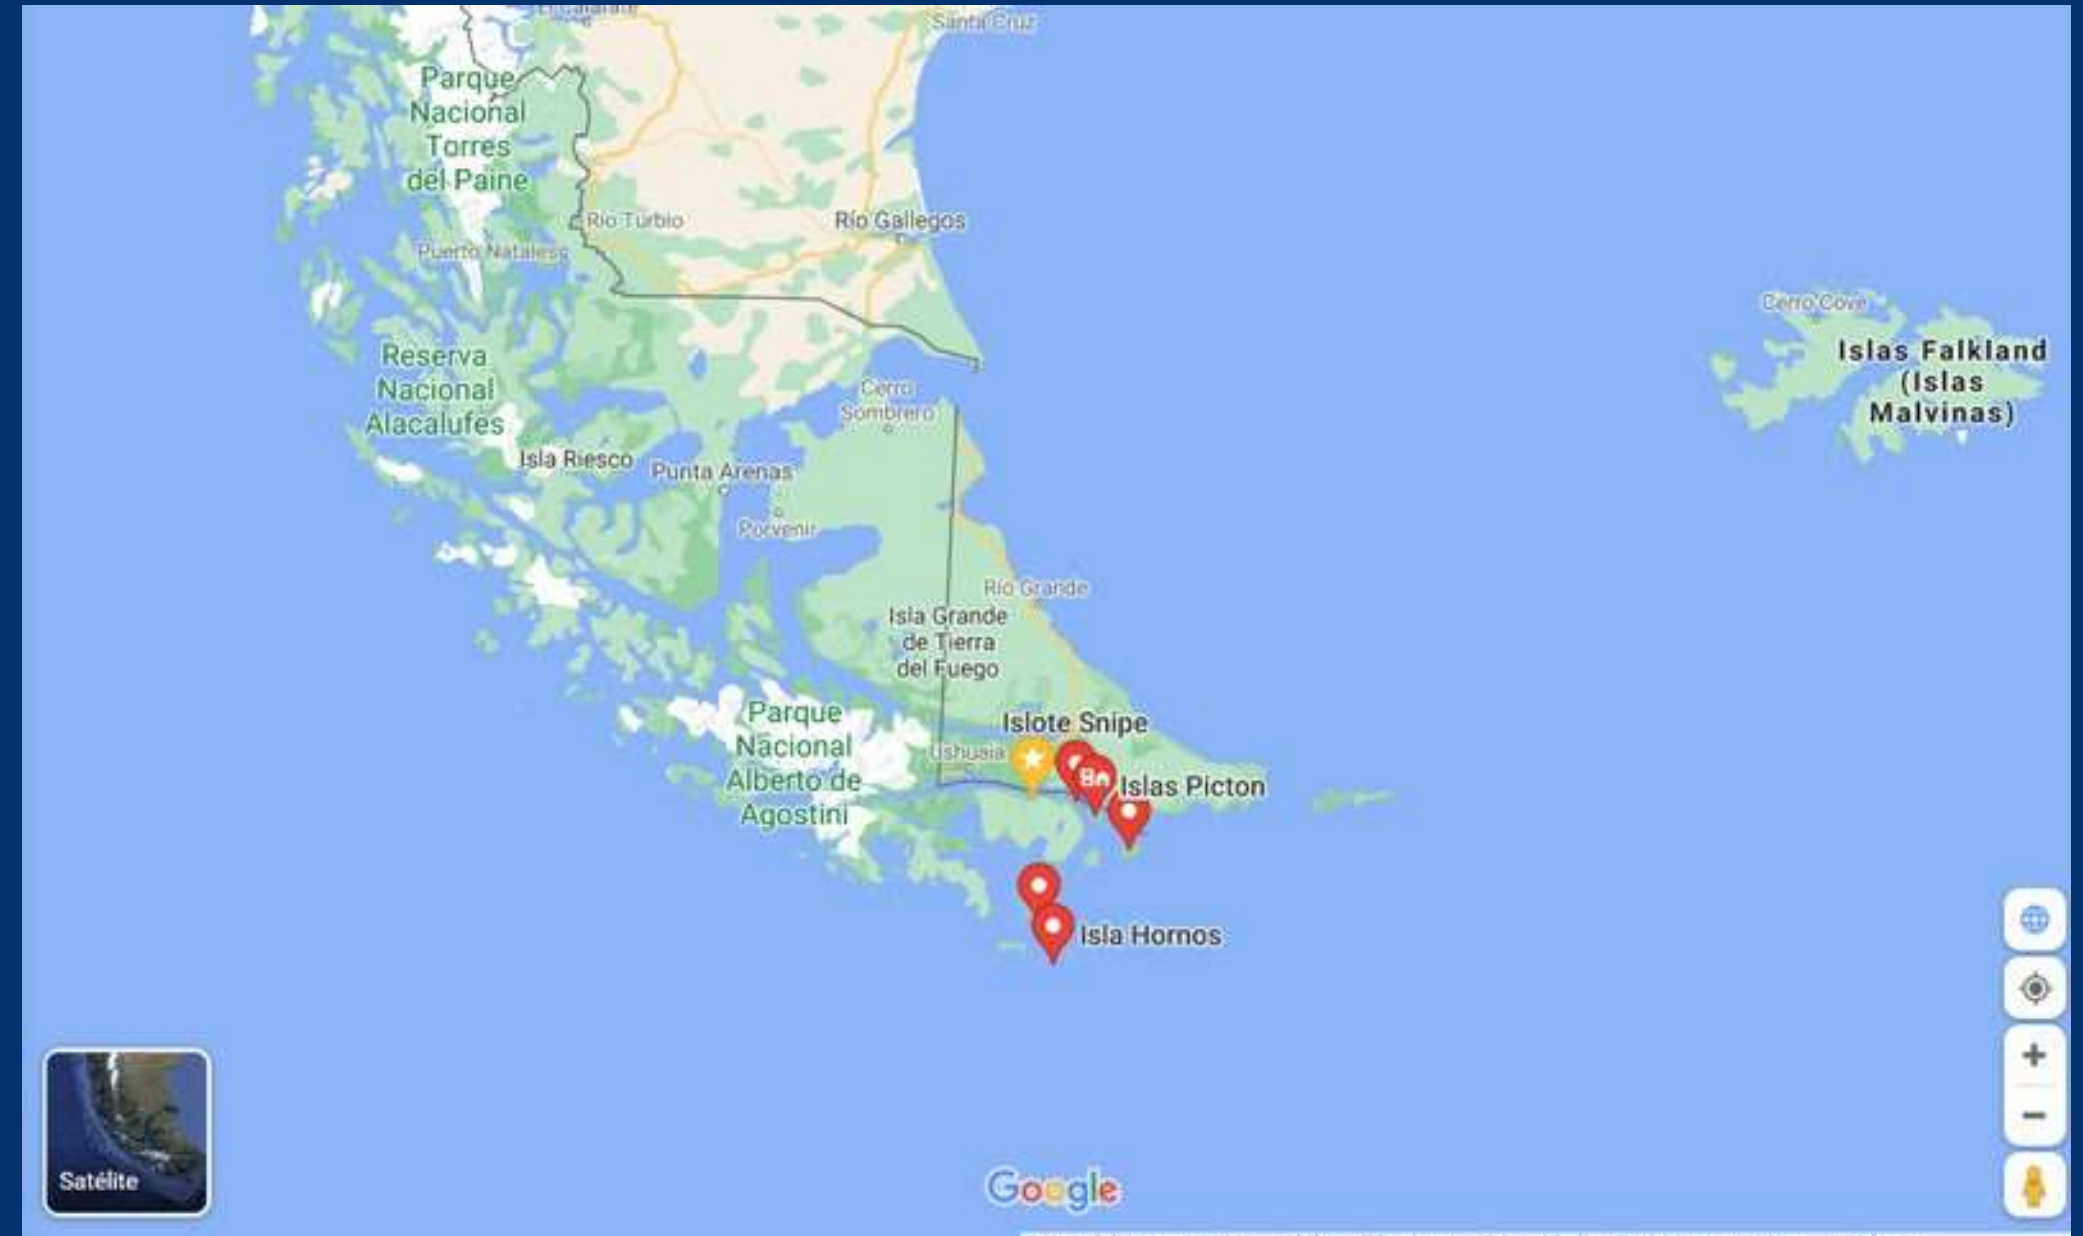 El Calafate
Santa Cruz
Parque
Nacional
Torres
del Paine
Río Turbio
Río Gallegos
Puerto Natales
Cerro Cove
Islas Falkland
(Islas
Malvinas)
Reserva
Nacional
Alacalufes
Cerro
Sombrero
Isla Riesco
Punta Arenas
Porvenir
Río Grande
Isla Grande
de Tierra
del Fuego
Parque
Nacional
Alberto de
Agostini
Islote Snipe
Ushuaia
Islas Picton
Isla Hornos
Satélite
Google